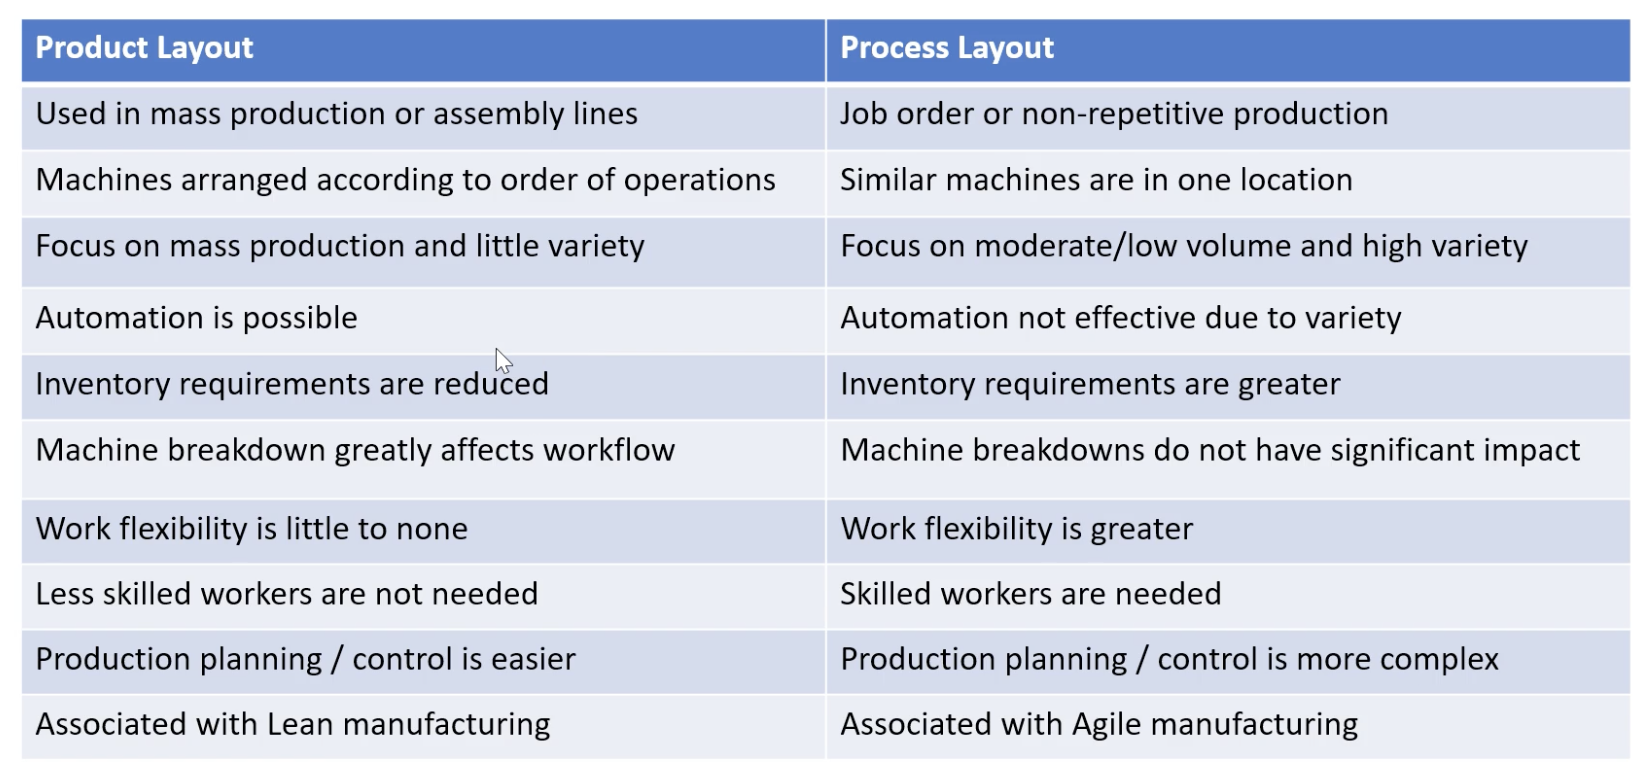 Product Layout
Process Layout
Used in mass production or assembly lines
Job order or non-repetitive production
Machines arranged according to order of operations
Similar machines are in one location
Focus on mass production and little variety
Focus on moderate/low volume and high variety
Automation is possible
Automation not effective due to variety
Inventory requirements are reduced
Inventory requirements are greater
Machine breakdown greatly affects workflow
Machine breakdowns do not have significant impact
Work flexibility is little to none
Work flexibility is greater
Less skilled workers are not needed
Skilled workers are needed
Production planning / control is easier
Production planning / control is more complex
Associated with Lean manufacturing
Associated with Agile manufacturing